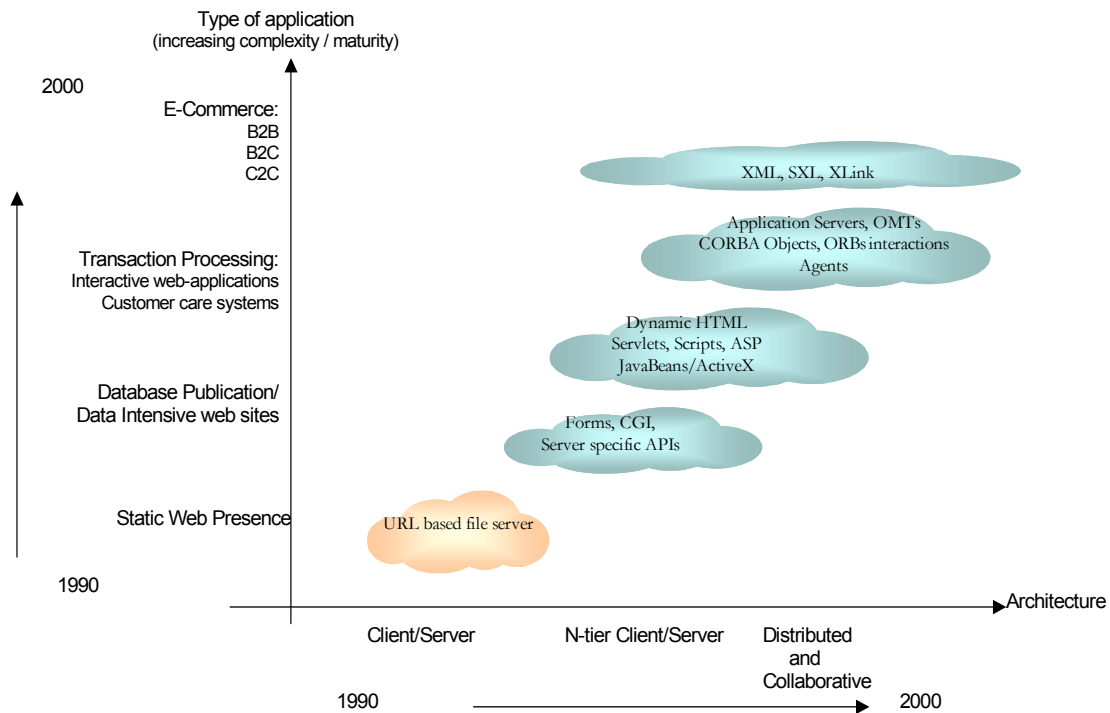 Type of application
(increasing complexity / maturity)
2000
E-Commerce:
B2B
B2C
C2C
XML, SXL, XLink
Application Servers, OMTs
CORBA Objects, ORBs interactions
Agents
Transaction Processing:
Interactive web-applications
Customer care systems
Dynamic HTML
Servlets, Scripts, ASP
JavaBeans/ActiveX
Database Publication/
Data Intensive web sites
Forms, CGI,
Server specific APIs
Static Web Presence
URL based file server
1990
Architecture
Client/Server
N-tier Client/Server
Distributed
and
Collaborative
1990
2000